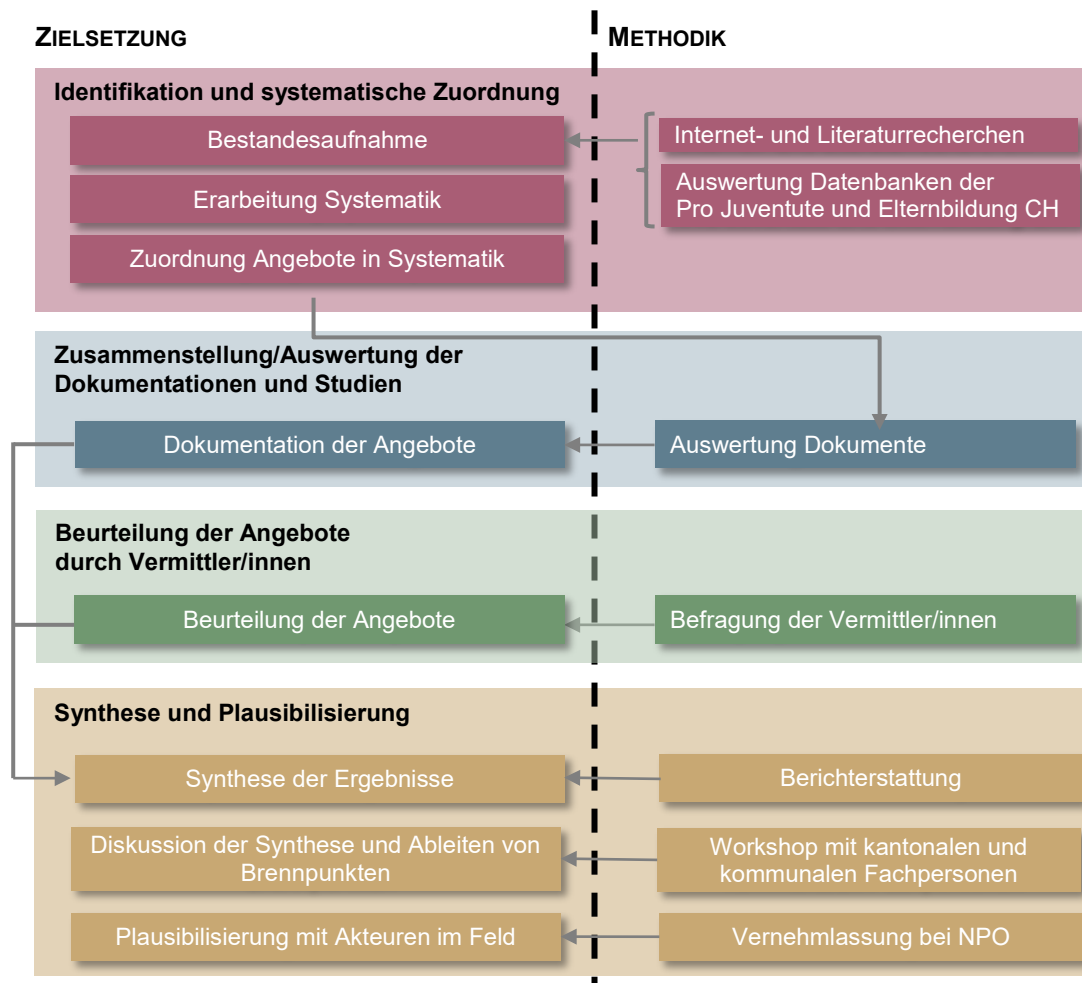 ZIELSETZUNG
METHODIK
Identifikation und systematische Zuordnung
Bestandesaufnahme
Internet- und Literaturrecherchen
Erarbeitung Systematik
Auswertung Datenbanken der
Pro Juventute und Elternbildung CH
Zuordnung Angebote in Systematik
Zusammenstellung/Auswertung der
Dokumentationen und Studien
Dokumentation der Angebote
Auswertung Dokumente
Beurteilung der Angebote
durch Vermittler/innen
Beurteilung der Angebote
Befragung der Vermittler/innen
Synthese und Plausibilisierung
Synthese der Ergebnisse
Berichterstattung
Diskussion der Synthese und Ableiten von
Brennpunkten
Workshop mit kantonalen und
kommunalen Fachpersonen
Plausibilisierung mit Akteuren im Feld
Vernehmlassung bei NPO